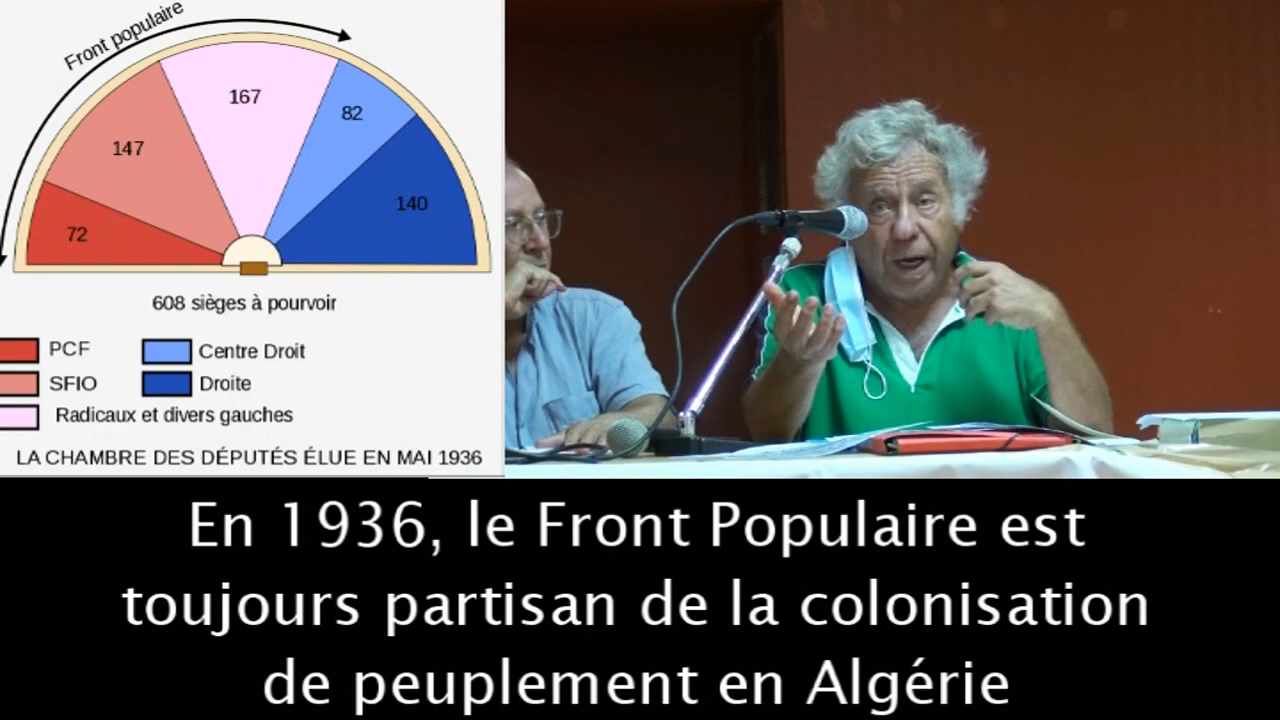 Front populaire
167
82
147
140
72
608 sièges à pourvoir
PCF
Centre Droit
SFIO
Droite
Radicaux et divers gauches
LA CHAMBRE DES DÉPUTÉS ÉLUE EN MAI 1936
En 1936, le Front Populaire est
toujours partisan de la colonisation
de peuplement en Algérie